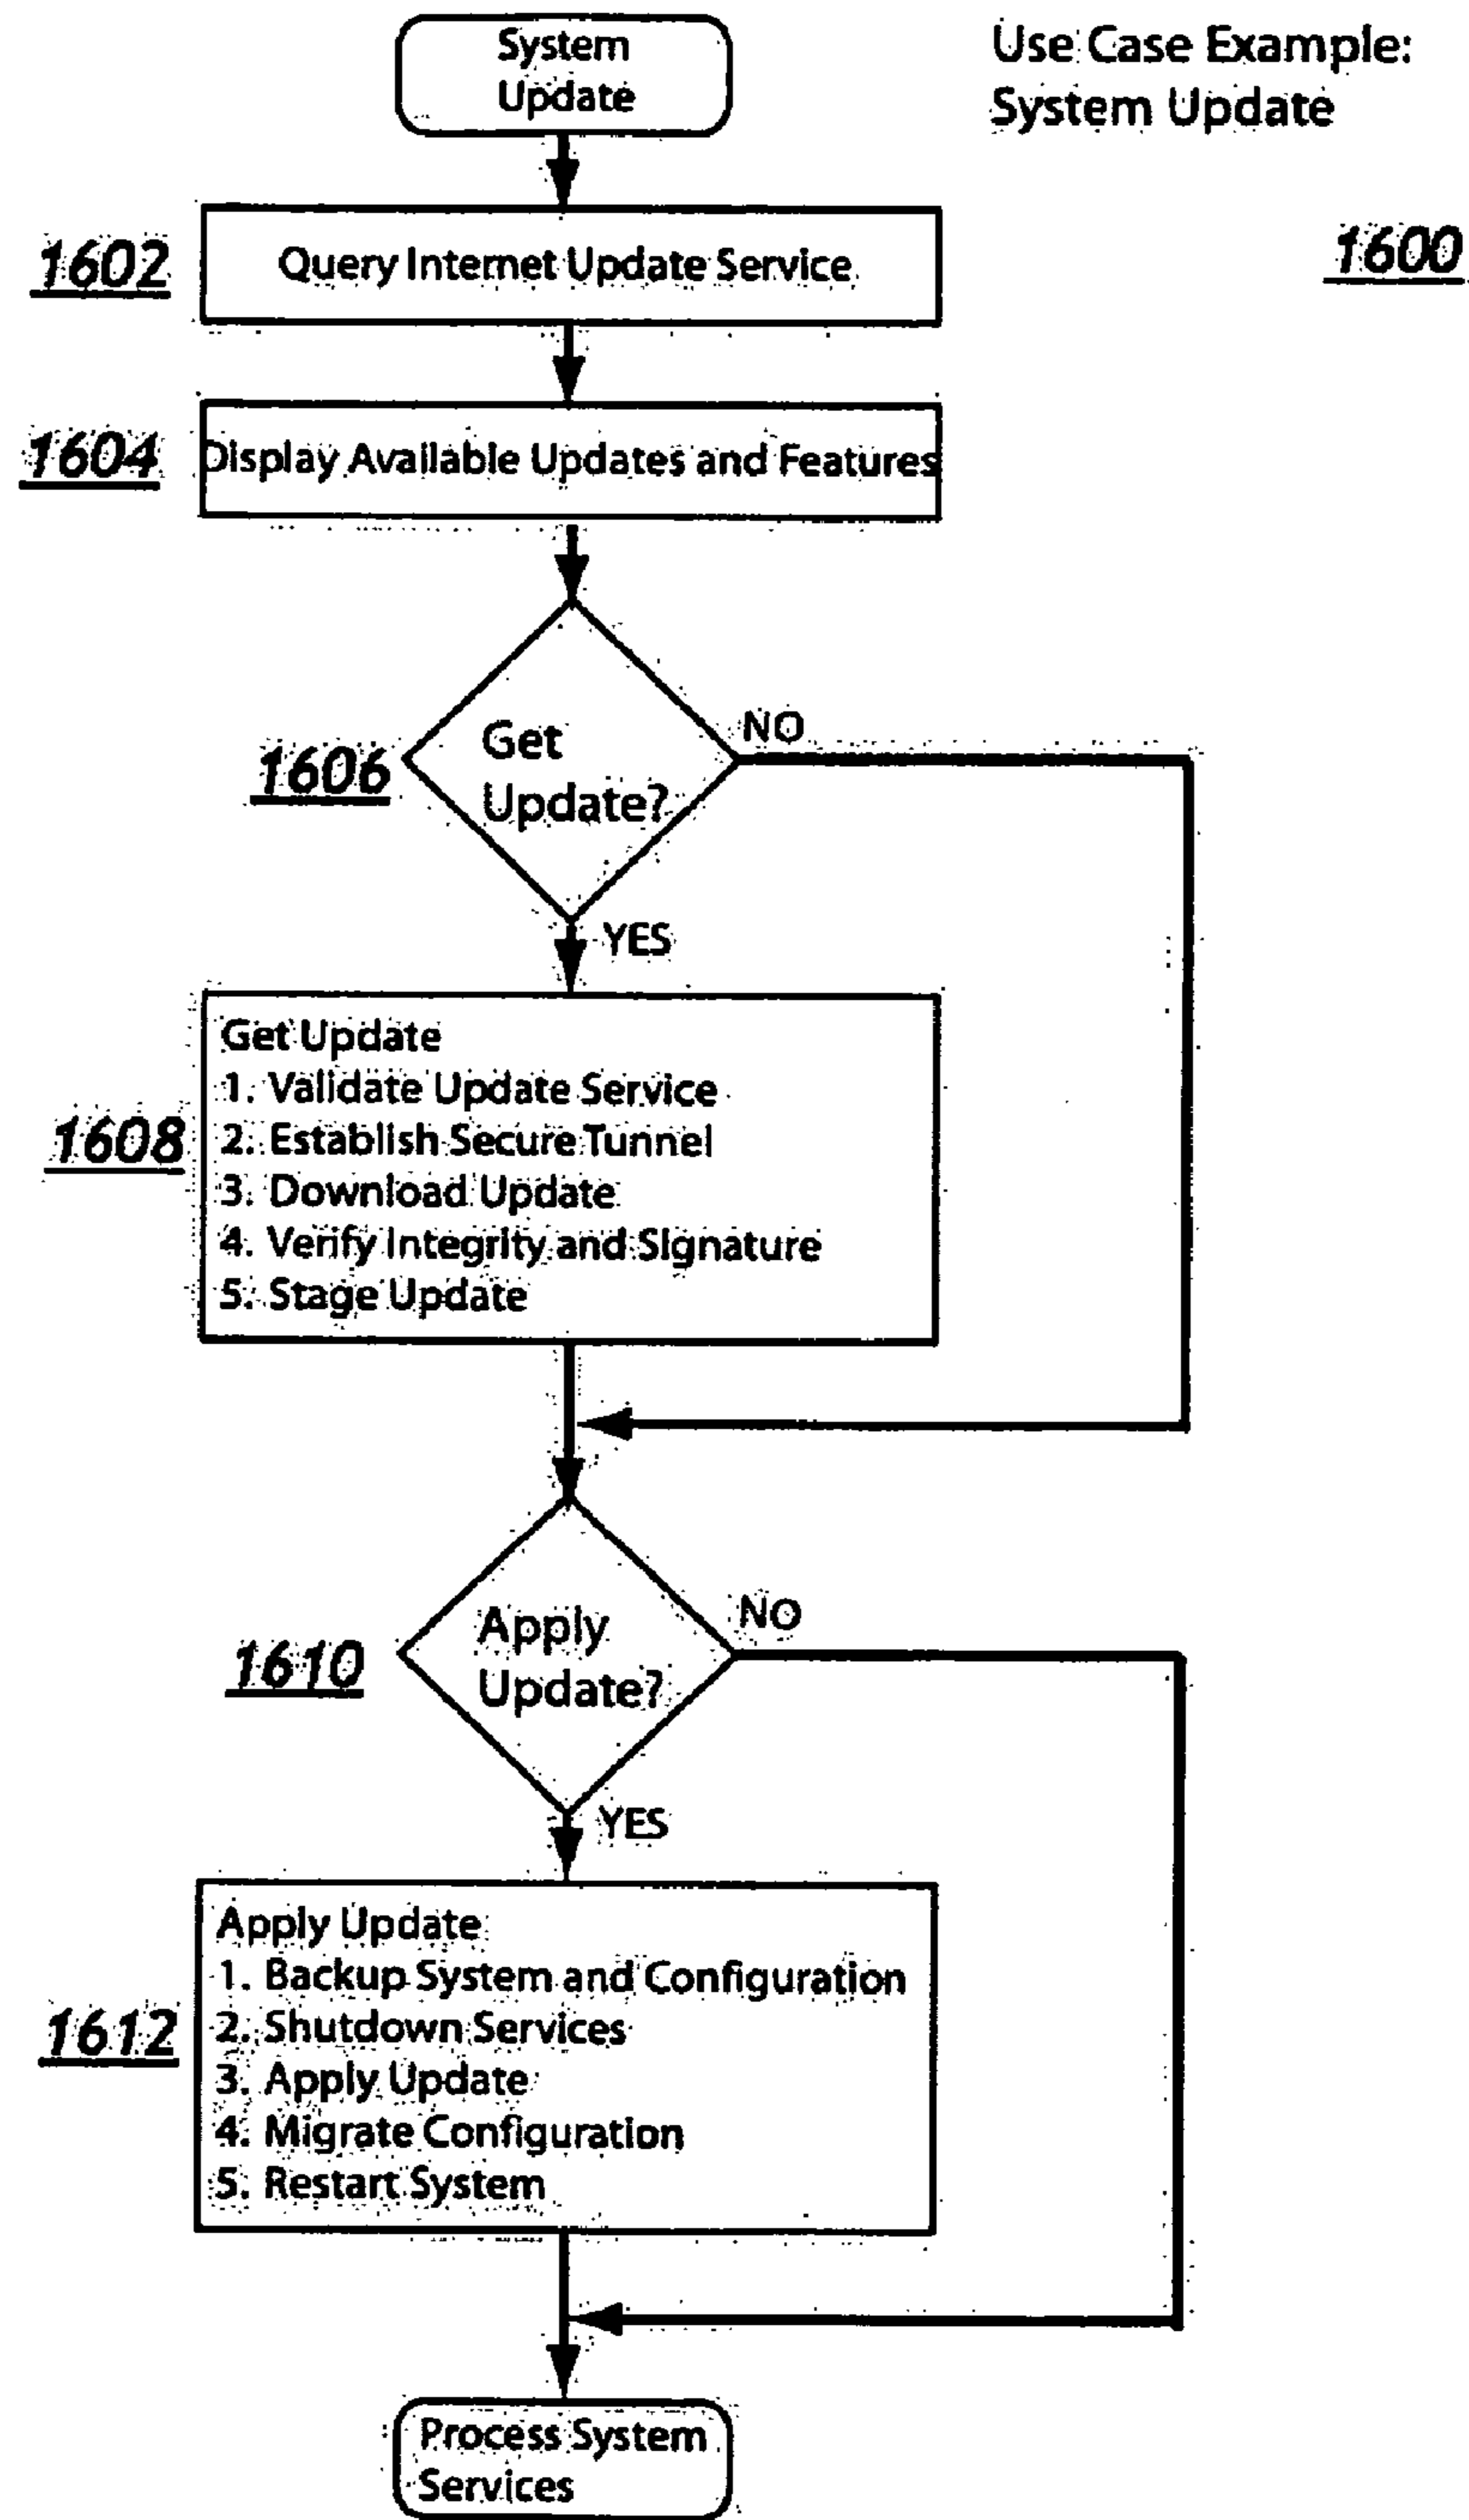 System
Update
Use Case Example:
System Update
1600
1602
Query Internet Update Service
1604
Display Available Updates and Features
1606
Get
Update?
NO
YES
1608
Get Update
1. Validate Update Service
2. Establish Secure Tunnel
3. Download Update
4. Verify Integrity and Signature
5. Stage Update
1610
Apply
Update?
NO
YES
1612
Apply Update
1. Backup System and Configuration
2. Shutdown Services
3. Apply Update
4. Migrate Configuration
5. Restart System
Process System
Services